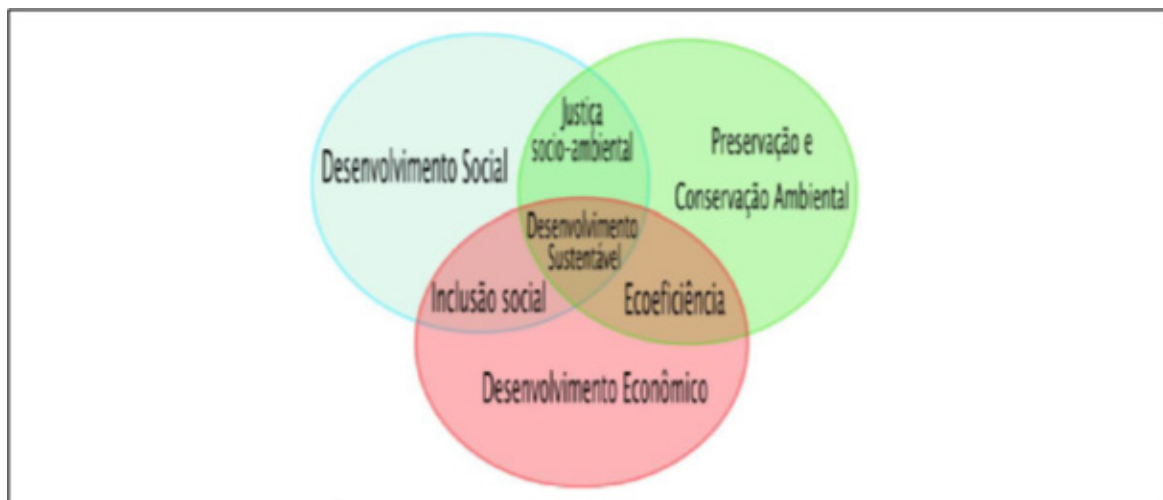 Justiça
socio-ambiental
Desenvolvimento Social
Preservação e
Conservação Ambiental
Desenvolvimento
Sustentável
Inclusão social
Ecoeficiência
Desenvolvimento Econômico